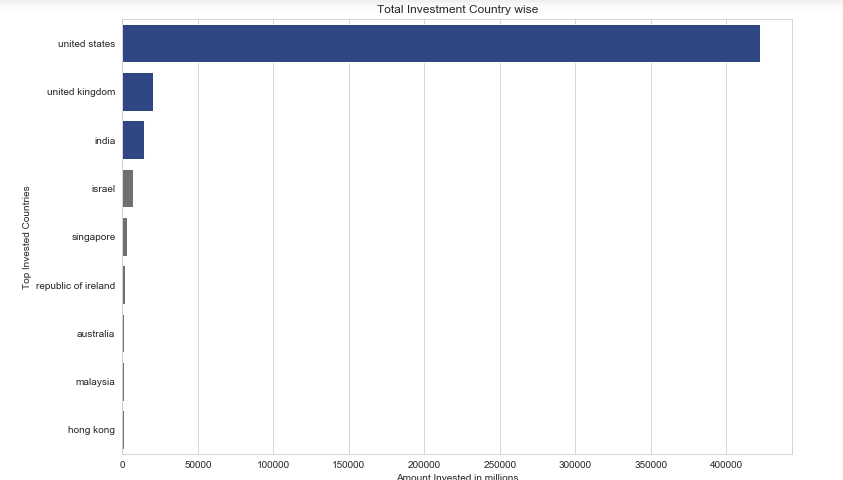 Total Investment Country wise
united states
united kingdom
india
israel
singapore
republic of ireland
australia
malaysia
hong kong
Top Invested Countries
0 50000 100000 150000 200000 250000 300000 350000 400000
Amount Invested in millions